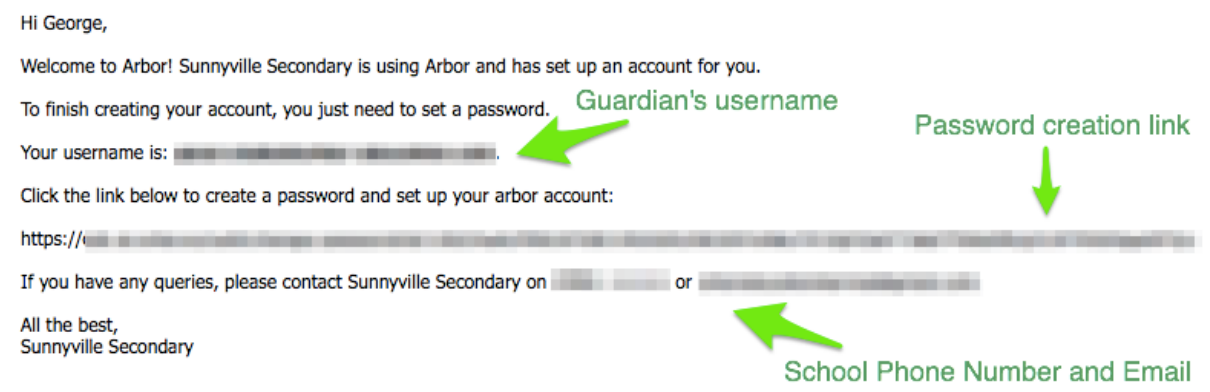 Hi George,
Welcome to Arbor! Sunnyville Secondary is using Arbor and has set up an account for you.
To finish creating your account, you just need to set a password.
Guardian's username
Password creation link
Your username is: .
Click the link below to create a password and set up your arbor account:
https://
If you have any queries, please contact Sunnyville Secondary on or
All the best,
Sunnyville Secondary
School Phone Number and Email